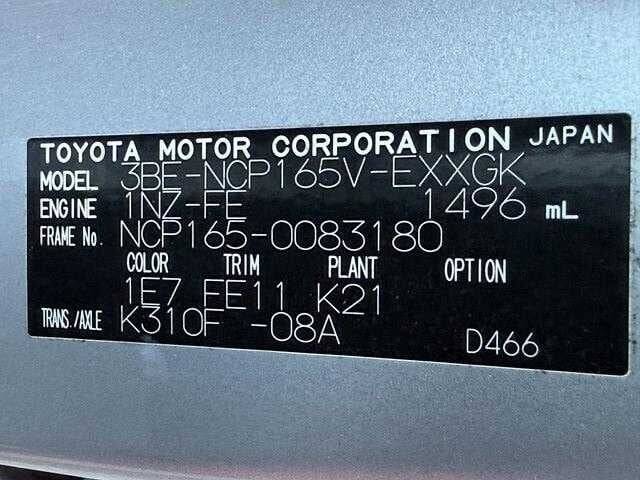 TOYOTA MOTOR CORPORATION JAPAN
MODEL 3BE-NCP165V-EXXGK
ENGINE 1NZ-FE 1496 mL
FRAME No. NCP165-0083180
COLOR TRIM PLANT OPTION
1E7 FE11 K21
TRANS./AXLE K310F -08A
D466